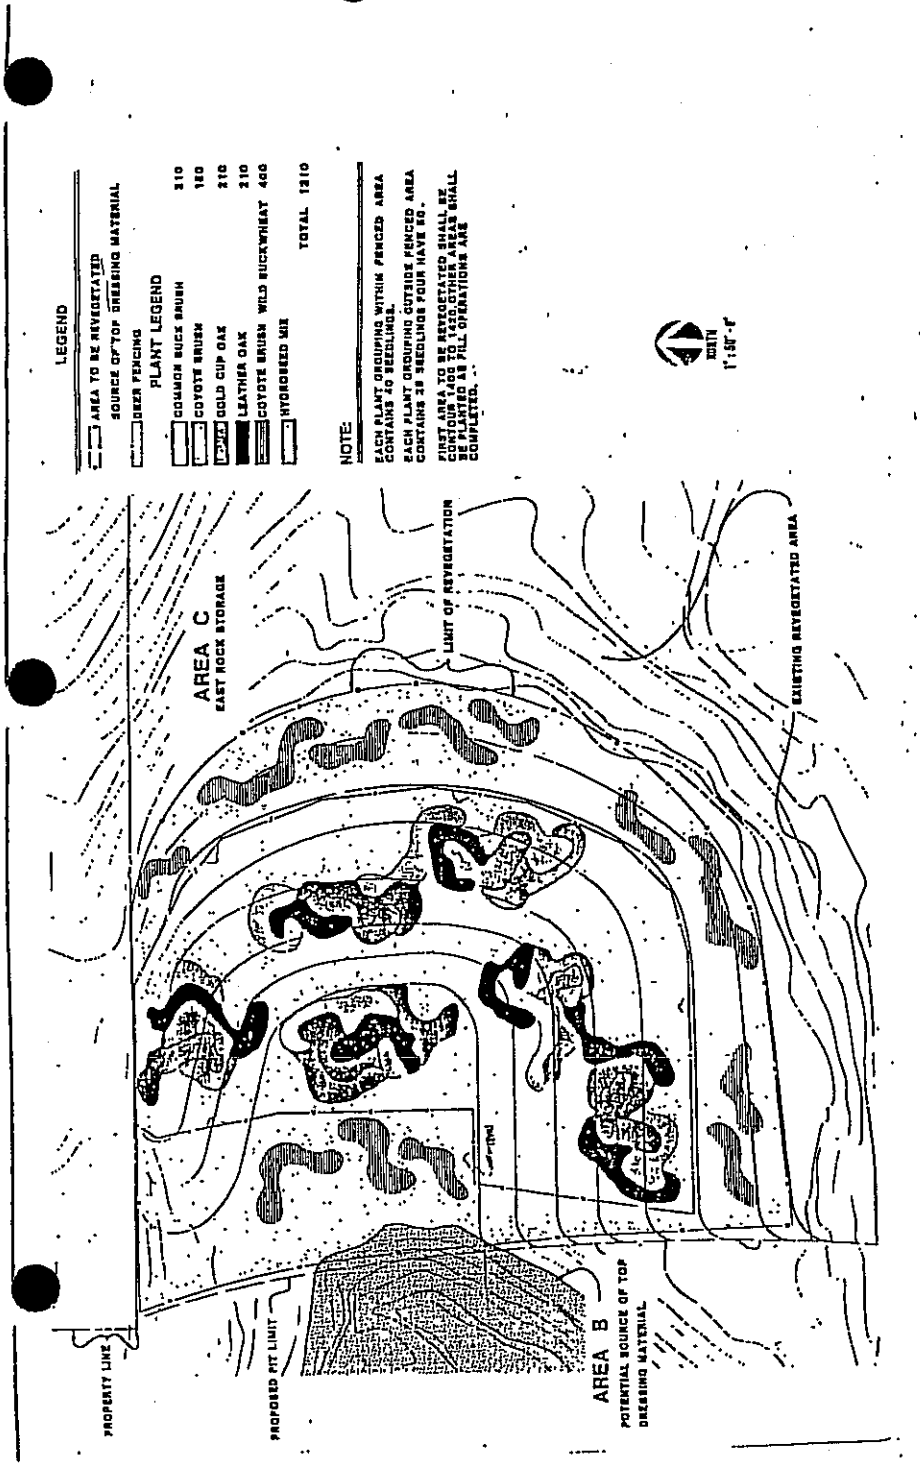 LEGEND
AREA TO BE REVEGETATED
SOURCE OF TOP DRESSING MATERIAL
DEER FENCING
PLANT LEGEND
COMMON BUCK BRUSH 210
COYOTE BRUSH 180
GOLD CUP OAK 210
LEATHER OAK 210
COYOTE BRUSH WILD BUCKWHEAT 400
HYDROSEED MIX
TOTAL 1210
NOTE:
EACH PLANT GROUPING WITHIN FENCED AREA
CONTAINS 40 SEEDLINGS.
EACH PLANT GROUPING OUTSIDE FENCED AREA
CONTAINS SEEDLINGS FOUR HAVE 50.
FIRST AREA TO BE REVEGETATED SHALL BE
CONTOUR 1400 TO 1420. OTHER AREAS SHALL
BE PLANTED AS FILL OPERATIONS ARE
COMPLETED.
NORTH
AREA C
EAST ROCK STORAGE
LIMIT OF REVEGETATION
EXISTING REVEGETATED AREA
PROPERTY LINE
PROPOSED PIT LIMIT
AREA B
POTENTIAL SOURCE OF TOP
DRESSING MATERIAL